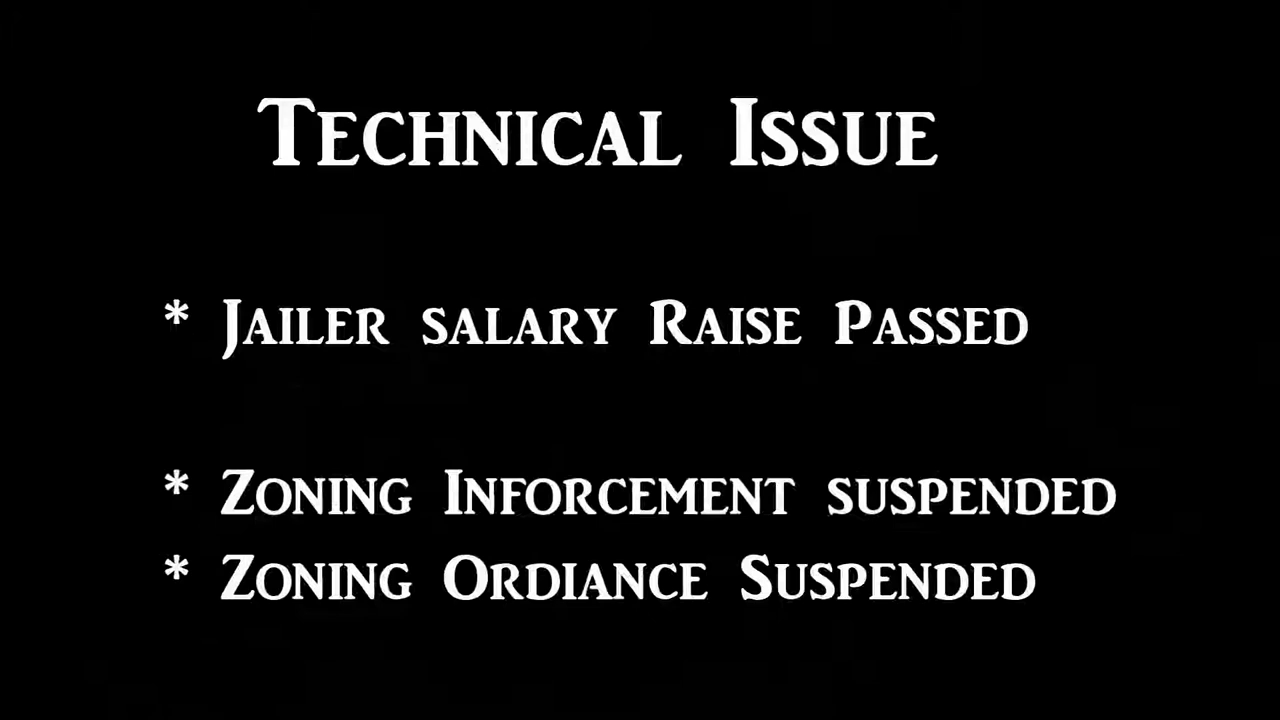 Technical Issue
* Jailer salary Raise Passed
* Zoning Inforcement suspended
* Zoning Ordiance Suspended